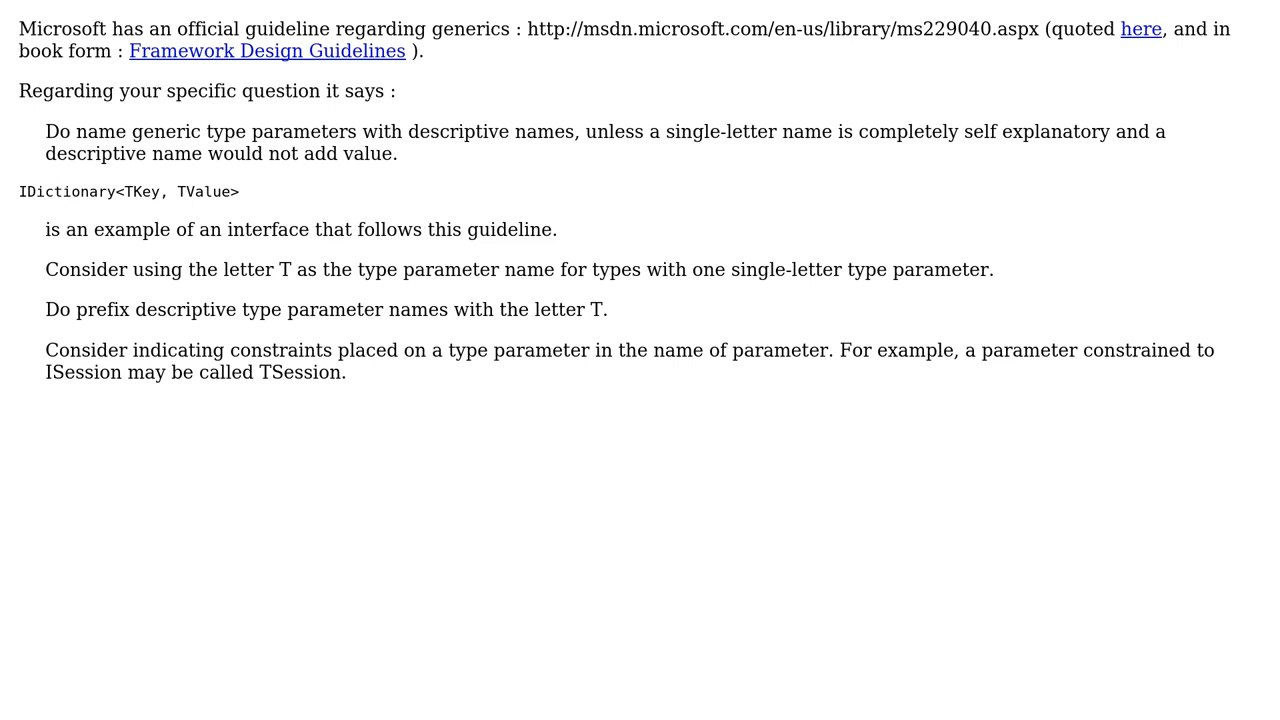 Microsoft has an official guideline regarding generics : http://msdn.microsoft.com/en-us/library/ms229040.aspx (quoted here, and in
book form : Framework Design Guidelines ).
Regarding your specific question it says :
Do name generic type parameters with descriptive names, unless a single-letter name is completely self explanatory and a
descriptive name would not add value.
IDictionary<TKey, TValue>
is an example of an interface that follows this guideline.
Consider using the letter T as the type parameter name for types with one single-letter type parameter.
Do prefix descriptive type parameter names with the letter T.
Consider indicating constraints placed on a type parameter in the name of parameter. For example, a parameter constrained to
ISession may be called TSession.